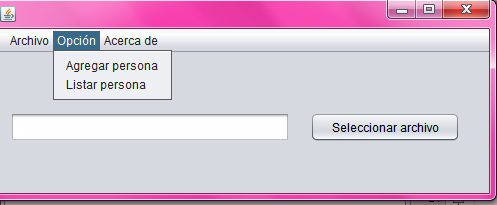 Archivo Opción Acerca de
Agregar persona
Listar persona
Seleccionar archivo